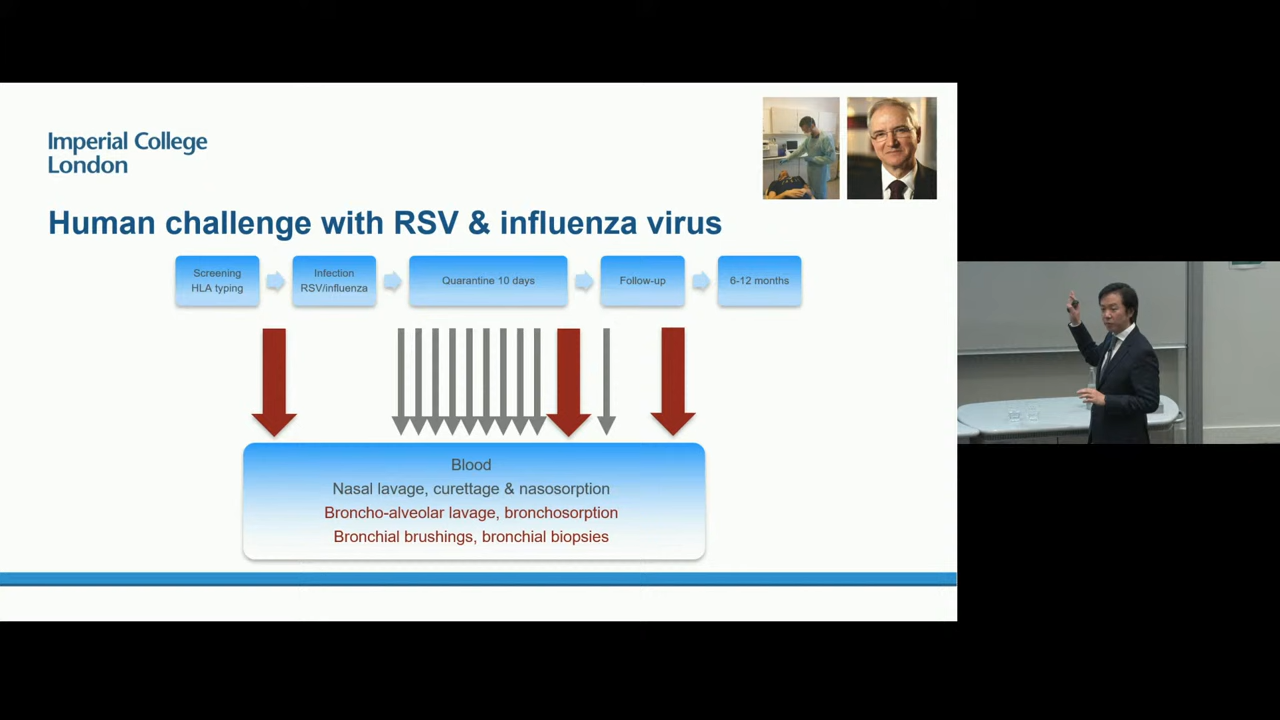 Imperial College
London
Human challenge with RSV & influenza virus
Screening
HLA typing
Infection
RSV/influenza
Quarantine 10 days
Follow-up
6-12 months
Blood
Nasal lavage, curettage & nasosorption
Broncho-alveolar lavage, bronchosorption
Bronchial brushings, bronchial biopsies